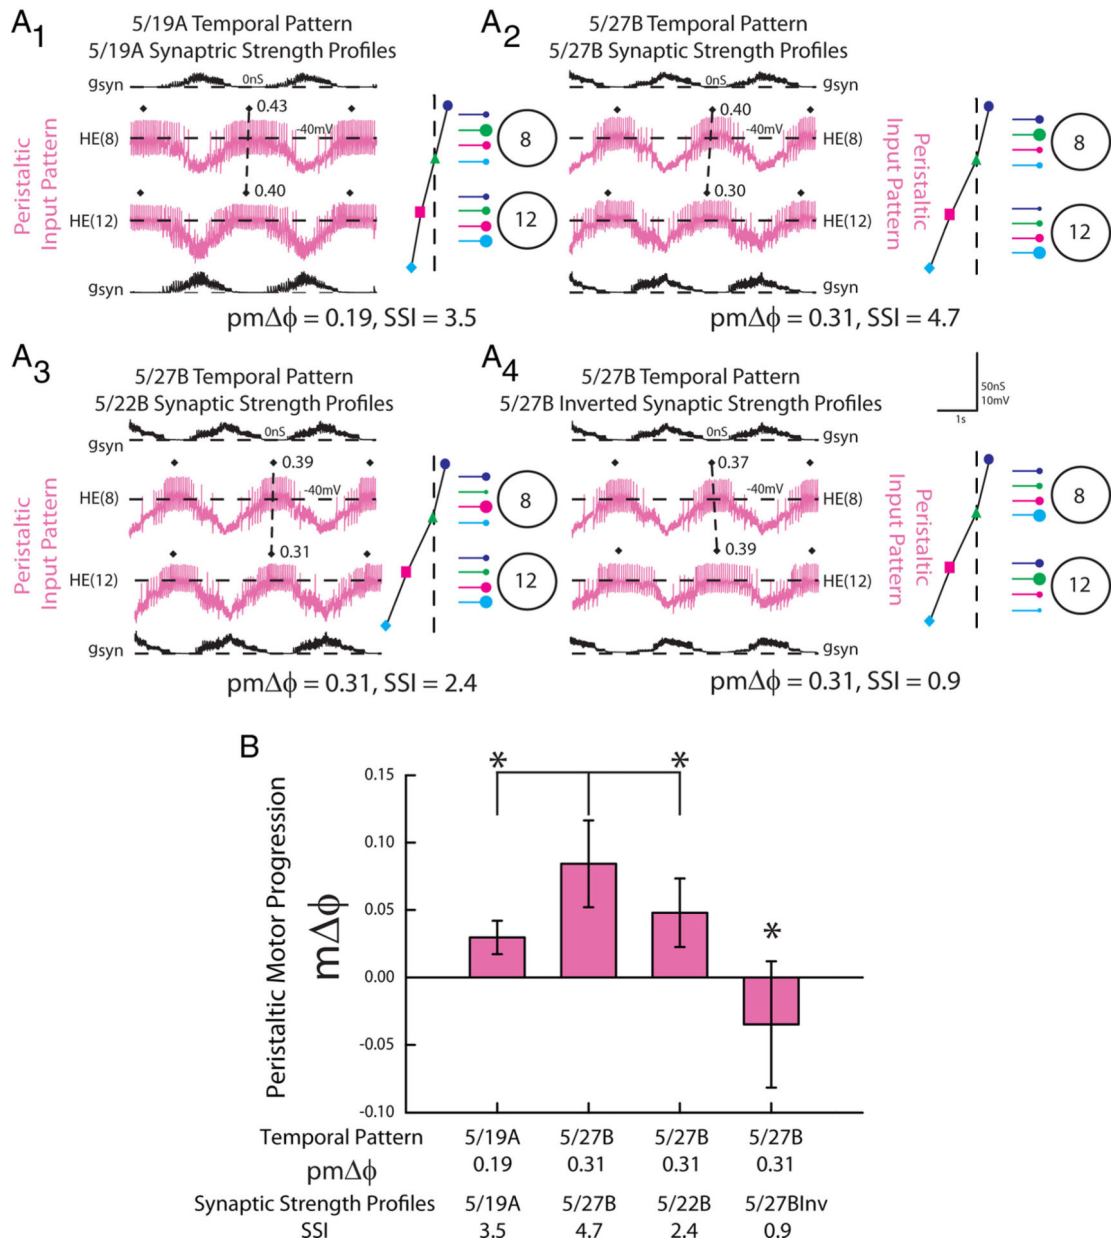 A1
5/19A Temporal Pattern
5/19A Synaptric Strength Profiles
gsyn
0nS
0.43
-40mV
HE(8)
Peristaltic
Input Pattern
0.40
HE(12)
gsyn
8
12
pmΔϕ = 0.19, SSI = 3.5
A2
5/27B Temporal Pattern
5/27B Synaptic Strength Profiles
0nS
gsyn
0.40
-40mV
HE(8)
Peristaltic
Input Pattern
0.30
HE(12)
gsyn
8
12
pmΔϕ = 0.31, SSI = 4.7
A3
5/27B Temporal Pattern
5/22B Synaptic Strength Profiles
gsyn
0nS
0.39
-40mV
HE(8)
Peristaltic
Input Pattern
0.31
HE(12)
gsyn
8
12
pmΔϕ = 0.31, SSI = 2.4
A4
5/27B Temporal Pattern
5/27B Inverted Synaptic Strength Profiles
50nS
10mV
1s
0nS
gsyn
0.37
-40mV
HE(8)
Peristaltic
Input Pattern
0.39
HE(12)
gsyn
8
12
pmΔϕ = 0.31, SSI = 0.9
B
Peristaltic Motor Progression
mΔϕ
0.15
0.10
0.05
0.00
-0.05
-0.10
* * *
Temporal Pattern 5/19A 5/27B 5/27B 5/27B
pmΔϕ 0.19 0.31 0.31 0.31
Synaptic Strength Profiles 5/19A 5/27B 5/22B 5/27BInv
SSI 3.5 4.7 2.4 0.9